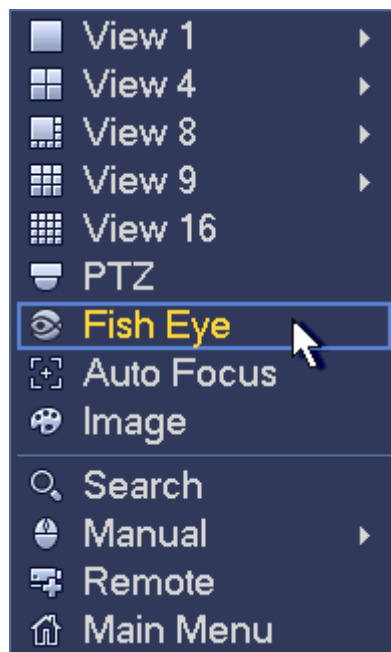 View 1
View 4
View 8
View 9
View 16
PTZ
Fish Eye
Auto Focus
Image
Search
Manual
Remote
Main Menu